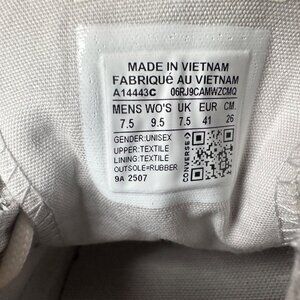 MADE IN VIETNAM
FABRIQUÉ AU VIETNAM
A14443C 06RJ9CAMWZCMQ
MENS WO'S UK EUR CM
7.5 9.5 7.5 41 26
GENDER:UNISEX
UPPER:TEXTILE
LINING:TEXTILE
OUTSOLE=RUBBER
9A 2507
CONVERSE>